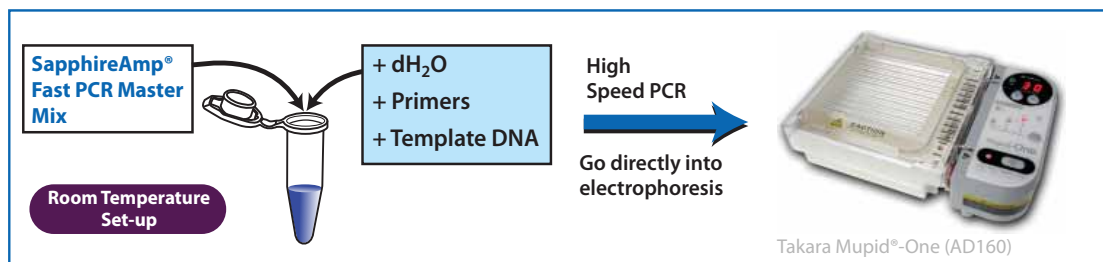 SapphireAmp®
Fast PCR Master
Mix
+ dH₂O
+ Primers
+ Template DNA
Room Temperature
Set-up
High
Speed PCR
Go directly into
electrophoresis
CAUTION
Takara Mupid®-One (AD160)